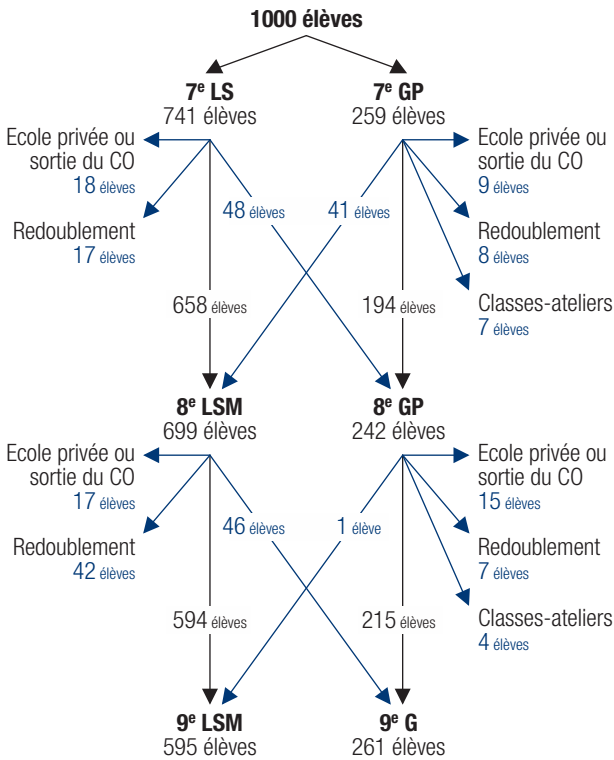 1000 élèves
7e LS
741 élèves
7e GP
259 élèves
Ecole privée ou
sortie du CO
18 élèves
Redoublement
17 élèves
48 élèves
41 élèves
Ecole privée ou
sortie du CO
9 élèves
Redoublement
8 élèves
Classes-ateliers
7 élèves
658 élèves
194 élèves
8e LSM
699 élèves
8e GP
242 élèves
Ecole privée ou
sortie du CO
17 élèves
Redoublement
42 élèves
46 élèves
1 élève
Ecole privée ou
sortie du CO
15 élèves
Redoublement
7 élèves
Classes-ateliers
4 élèves
594 élèves
215 élèves
9e LSM
595 élèves
9e G
261 élèves